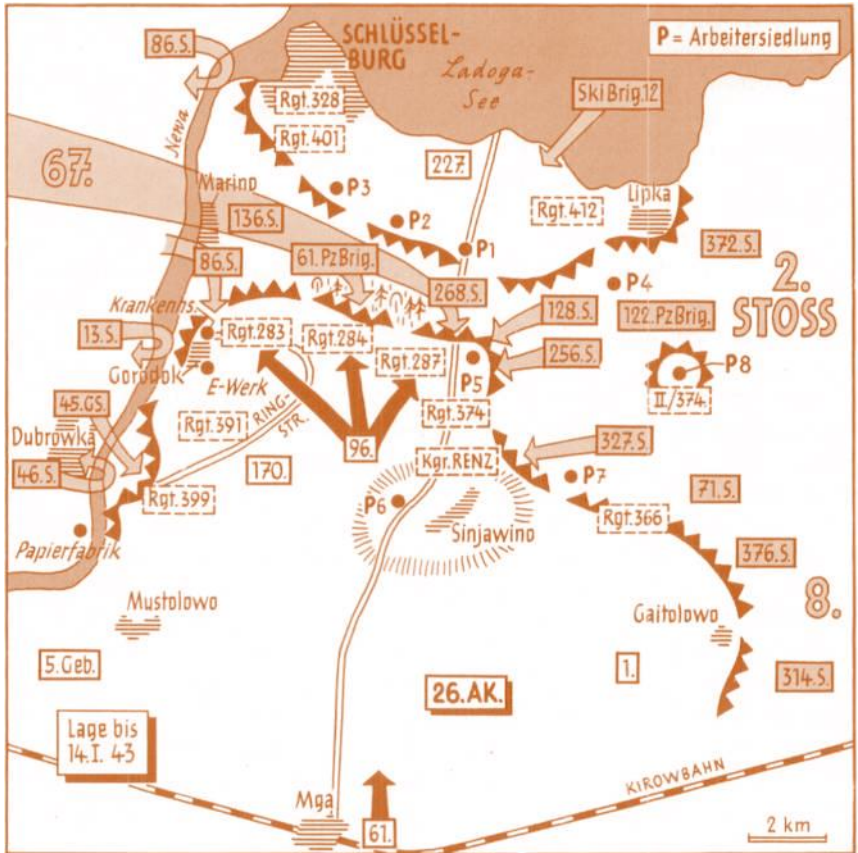 86.S.
SCHLÜSSEL-
BURG
P = Arbeitersiedlung
Ladoga-
See
Newa
Rgt.328
Ski Brig.12
Rgt.401
67.
227.
Marino
P3
Rgt.412
Lipka
136.S.
P2
86.S.
61.PzBrig.
P1
372.S.
2.
STOSS
268.S.
P4
Krankenhs.
128.S.
122.PzBrig.
13.S.
Rgt.283
Rgt.284
256.S.
P8
Gorodok
E-Werk
Rgt.287
P5
II./374.
45.GS.
Rgt.391
RING-
STR.
Rgt.374
Dubrowka
96.
327.S.
46.S.
170.
Kgr.RENZ
P7
71.S.
Rgt.399
P6
Rgt.366
Sinjawino
Papierfabrik
376.S.
8.
Mustolowo
Gaitolowo
5.Geb.
1.
314.S.
26.AK.
Lage bis
14.I.43
KIROWBAHN
Mga
61.
2 km